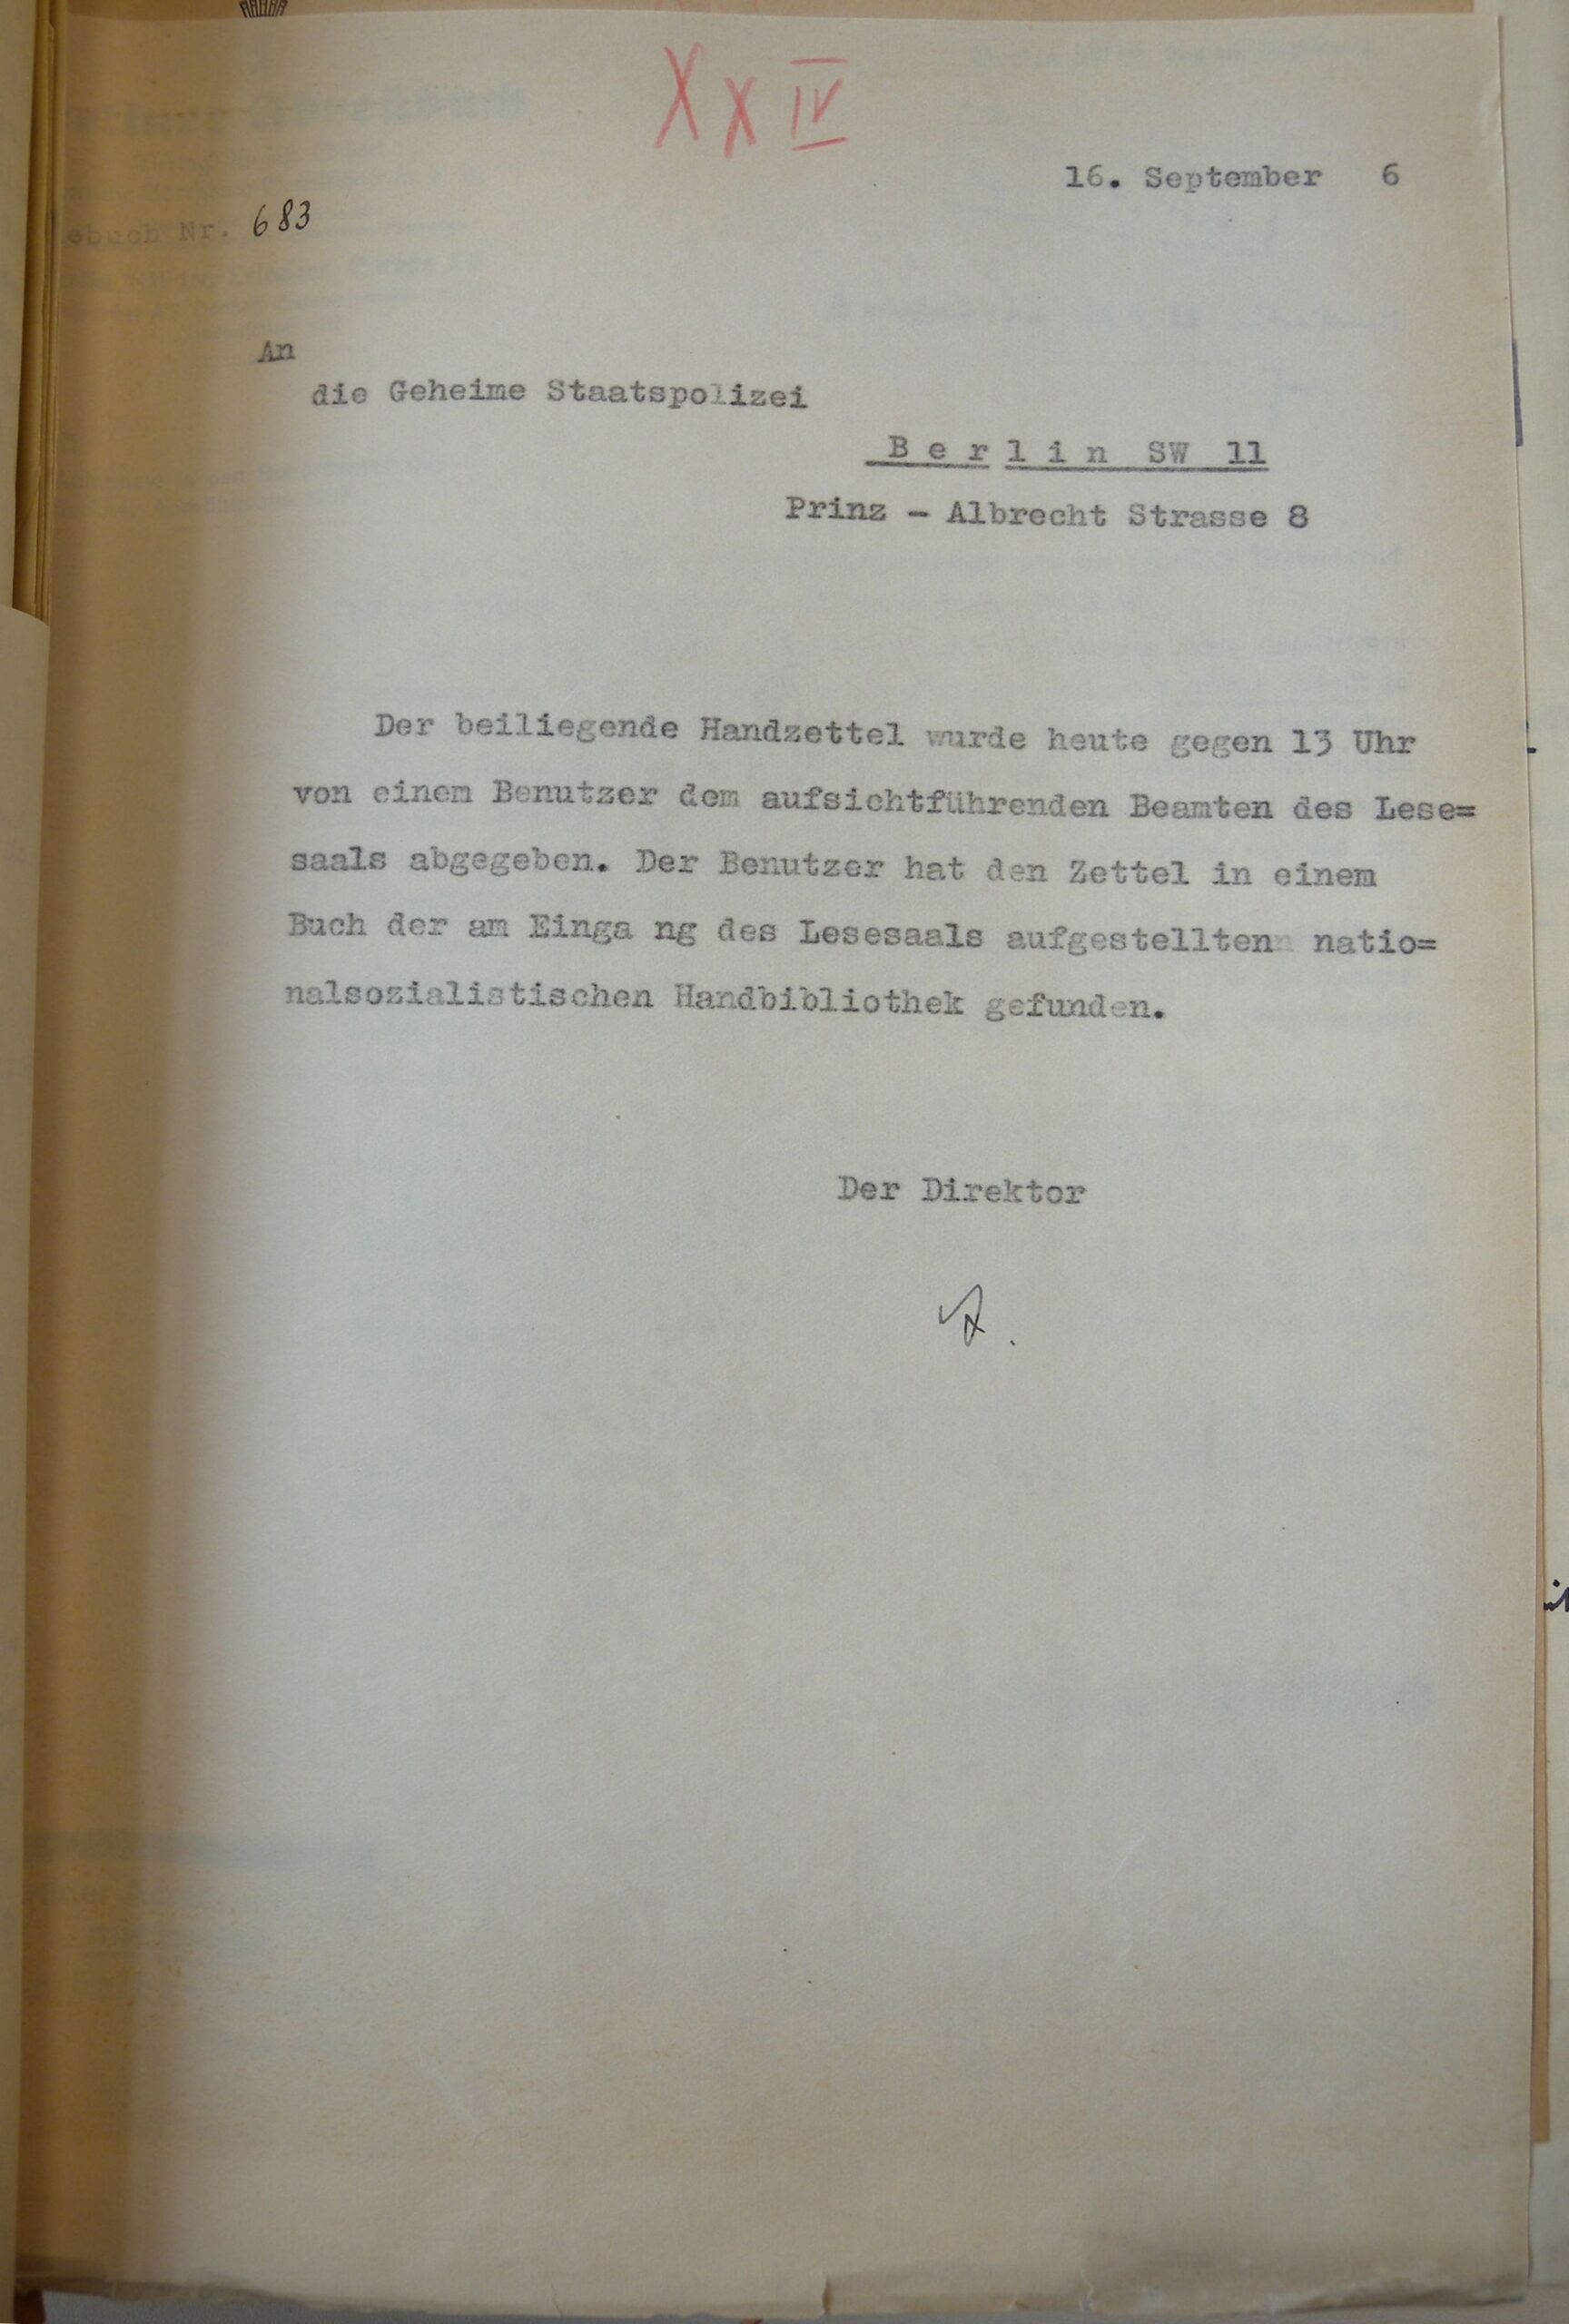 XXIV
16. September 6
ebuch Nr. 683
An
die Geheime Staatspolizei
Berlin SW 11
Prinz - Albrecht Strasse 8
Der beiliegende Handzettel wurde heute gegen 13 Uhr
von einem Benutzer dem aufsichtführenden Beamten des Lese=
saals abgegeben. Der Benutzer hat den Zettel in einem
Buch der am Einga ng des Lesesaals aufgestelltenn natio=
nalsozialistischen Handbibliothek gefunden.
Der Direktor